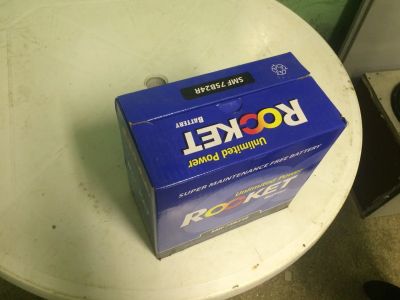 SMF 75B24R
ROCKET
BATTERY
Unlimited Power
SUPER MAINTENANCE FREE BATTERY
Unlimited Power
ROCKET